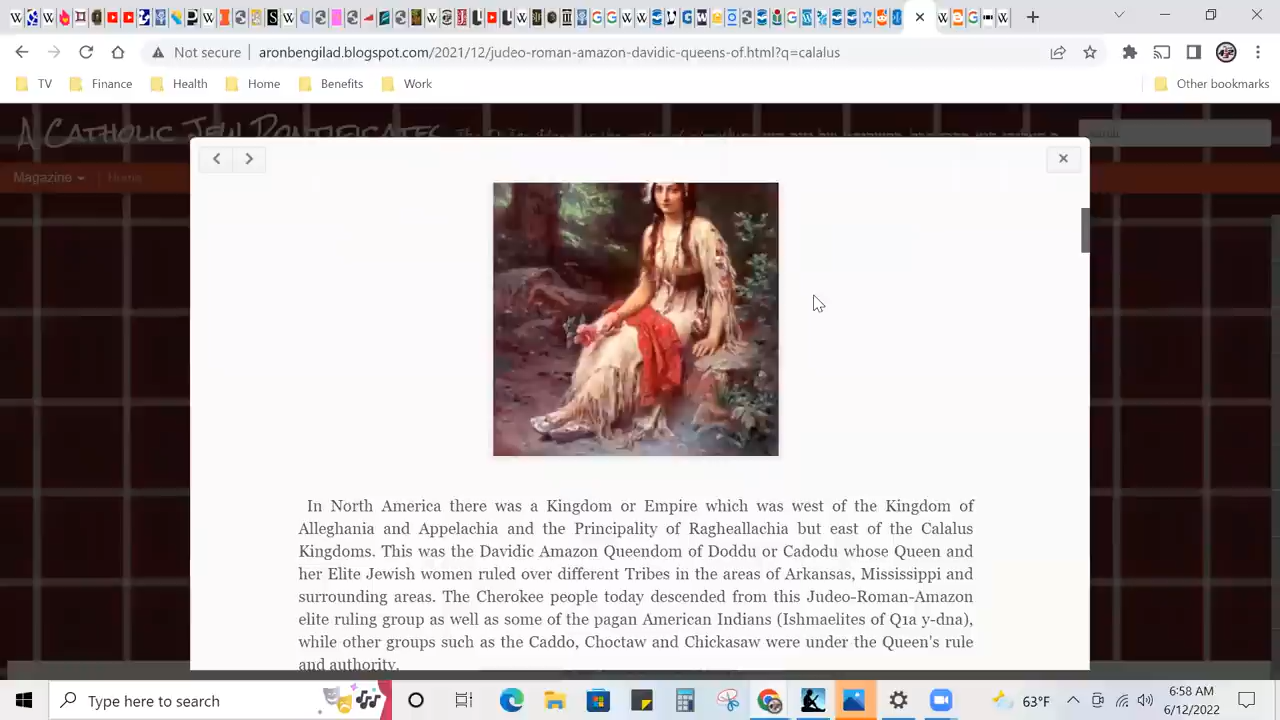 Not secure
aronbengilad.blogspot.com/2021/12/judeo-roman-amazon-davidic-queens-of.html?q=calalus
TV
Finance
Health
Home
Benefits
Work
Other bookmarks
A Catholic Jew Pontificates
Magazine
Home
In North America there was a Kingdom or Empire which was west of the Kingdom of
Alleghania and Appelachia and the Principality of Ragheallachia but east of the Calalus
Kingdoms. This was the Davidic Amazon Queendom of Doddu or Cadodu whose Queen and
her Elite Jewish women ruled over different Tribes in the areas of Arkansas, Mississippi and
surrounding areas. The Cherokee people today descended from this Judeo-Roman-Amazon
elite ruling group as well as some of the pagan American Indians (Ishmaelites of Q1a y-dna),
while other groups such as the Caddo, Choctaw and Chickasaw were under the Queen's rule
and authority.
Type here to search
63°F
6:58 AM
6/12/2022